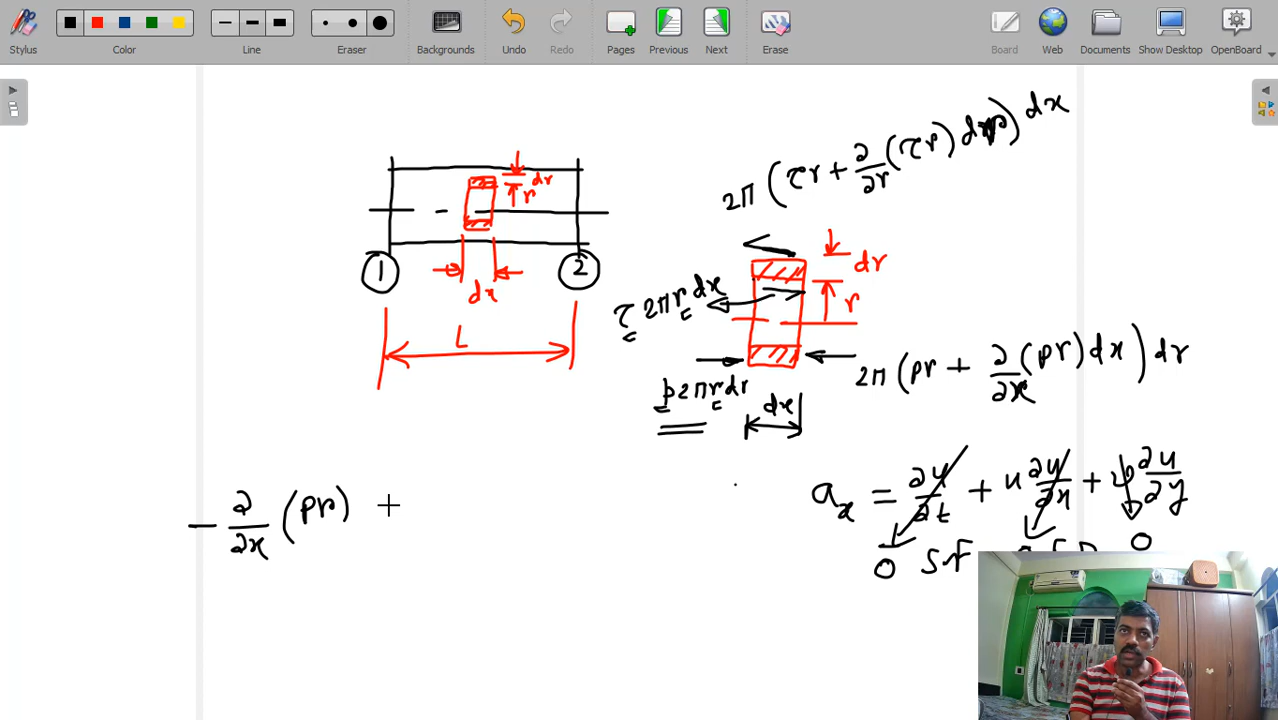 Stylus Color Line Eraser Backgrounds Undo Redo Pages Previous Next Erase Board Web Documents Show Desktop OpenBoard
2π (τr + ∂/∂r (τr) dr) dx
dr
r
1
2
dx
L
τ 2πr dx
dr
r
p 2πr dr
dx
2π (pr + ∂/∂x (pr) dx) dr
a_x = ∂u/∂t + u ∂u/∂x + v ∂u/∂y
0 SF
0
− ∂/∂x (pr) +